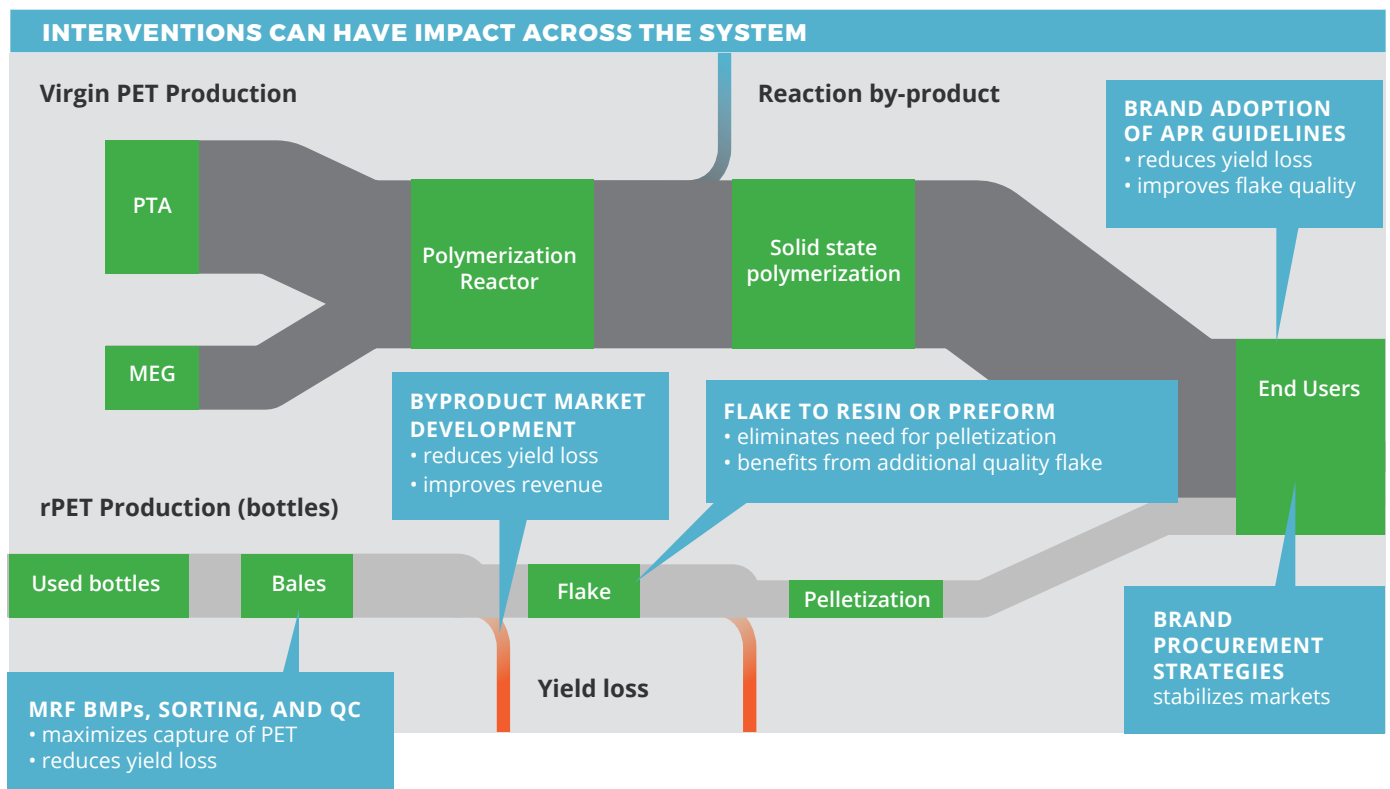 INTERVENTIONS CAN HAVE IMPACT ACROSS THE SYSTEM
Virgin PET Production
Reaction by-product
BRAND ADOPTION
OF APR GUIDELINES
• reduces yield loss
• improves flake quality
PTA
Polymerization
Reactor
Solid state
polymerization
MEG
End Users
BYPRODUCT MARKET
DEVELOPMENT
• reduces yield loss
• improves revenue
FLAKE TO RESIN OR PREFORM
• eliminates need for pelletization
• benefits from additional quality flake
rPET Production (bottles)
Used bottles
Bales
Flake
Pelletization
BRAND
PROCUREMENT
STRATEGIES
stabilizes markets
Yield loss
MRF BMPs, SORTING, AND QC
• maximizes capture of PET
• reduces yield loss